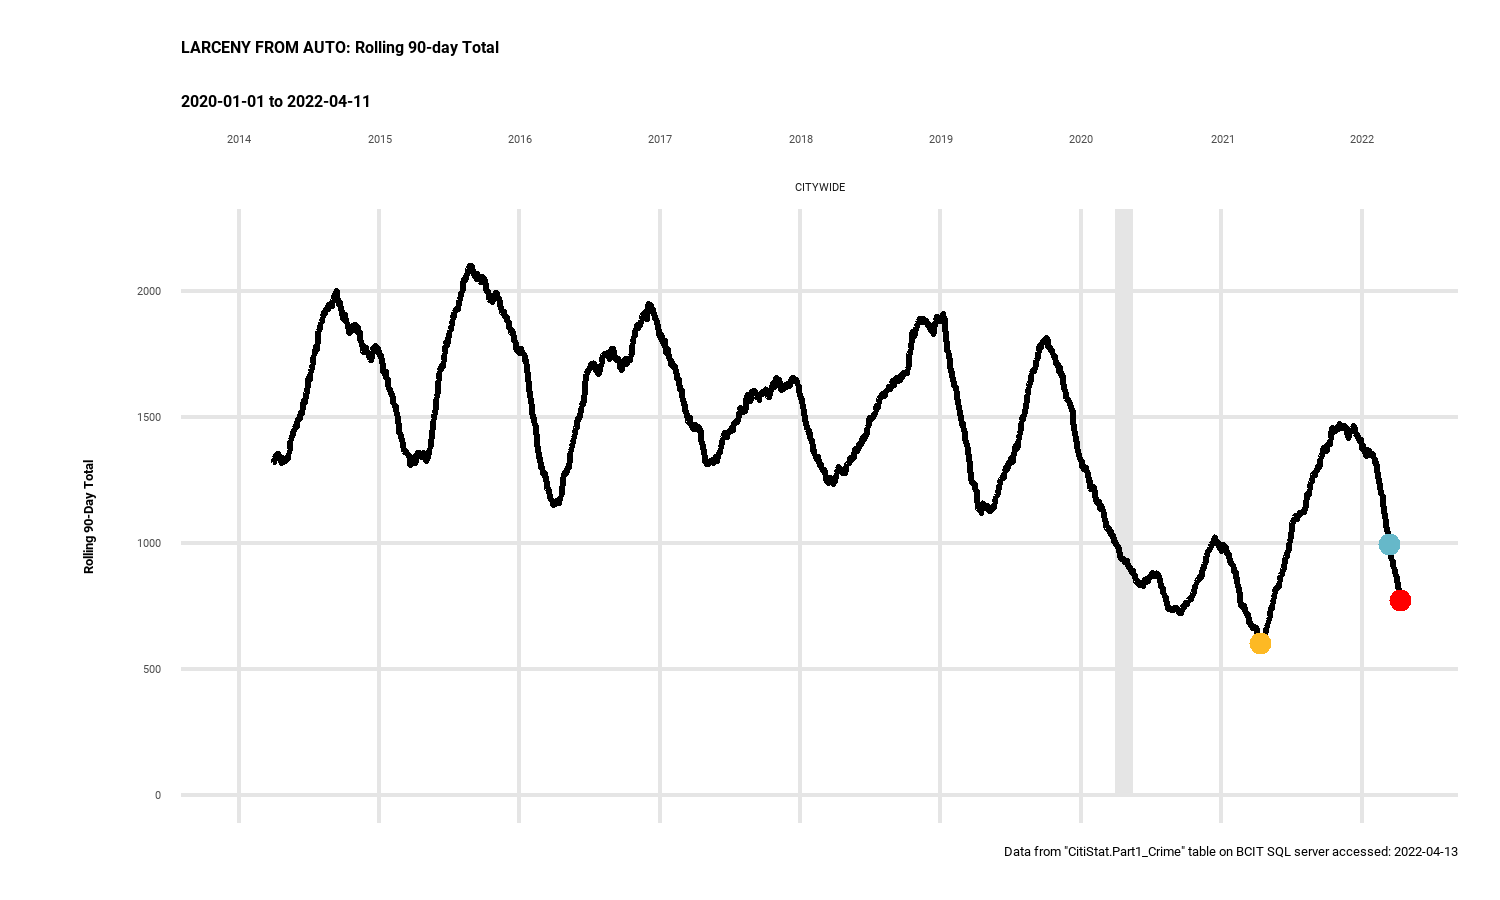 LARCENY FROM AUTO: Rolling 90-day Total
2020-01-01 to 2022-04-11
2014 2015 2016 2017 2018 2019 2020 2021 2022
CITYWIDE
Rolling 90-Day Total
2000
1500
1000
500
0
Data from "CitiStat.Part1_Crime" table on BCIT SQL server accessed: 2022-04-13